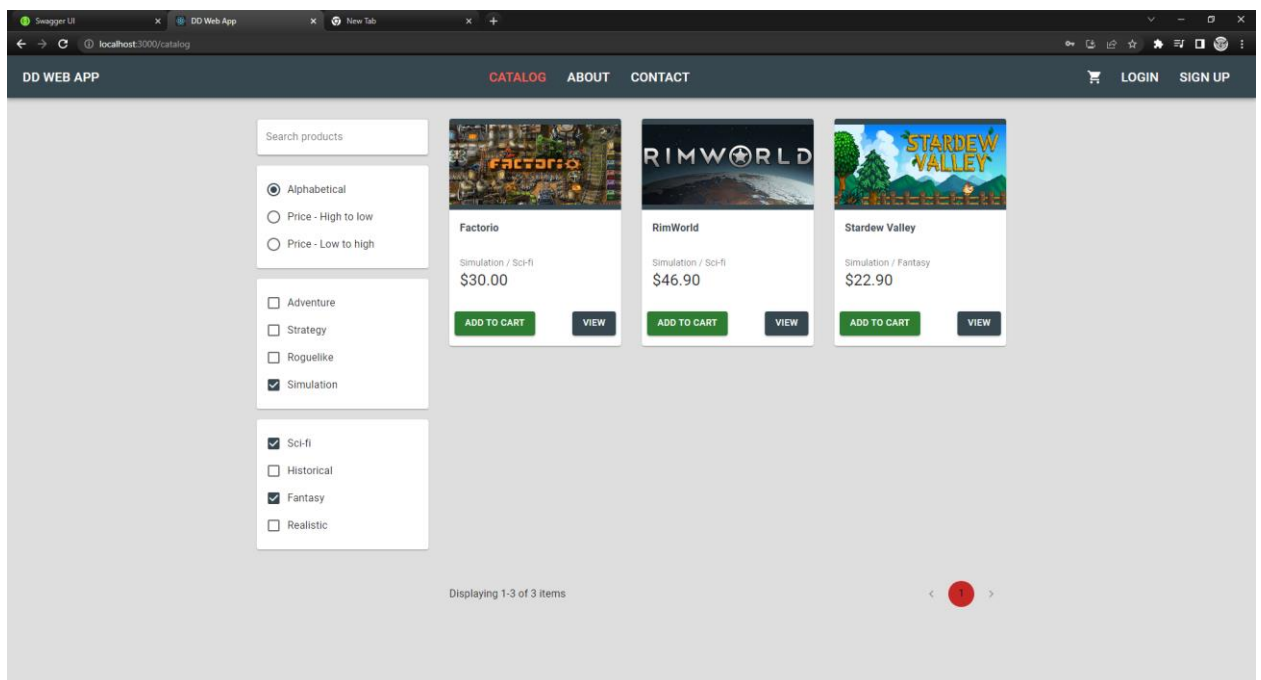 Swagger UI
DD Web App
New Tab
localhost:3000/catalog
DD WEB APP
CATALOG
ABOUT
CONTACT
LOGIN
SIGN UP
Search products
Alphabetical
Price - High to low
Price - Low to high
Adventure
Strategy
Roguelike
Simulation
Sci-fi
Historical
Fantasy
Realistic
FACTORIO
Factorio
Simulation / Sci-fi
$30.00
ADD TO CART
VIEW
RIMWORLD
RimWorld
Simulation / Sci-fi
$46.90
ADD TO CART
VIEW
STARDEW
VALLEY
Stardew Valley
Simulation / Fantasy
$22.90
ADD TO CART
VIEW
Displaying 1-3 of 3 items
< 1 >